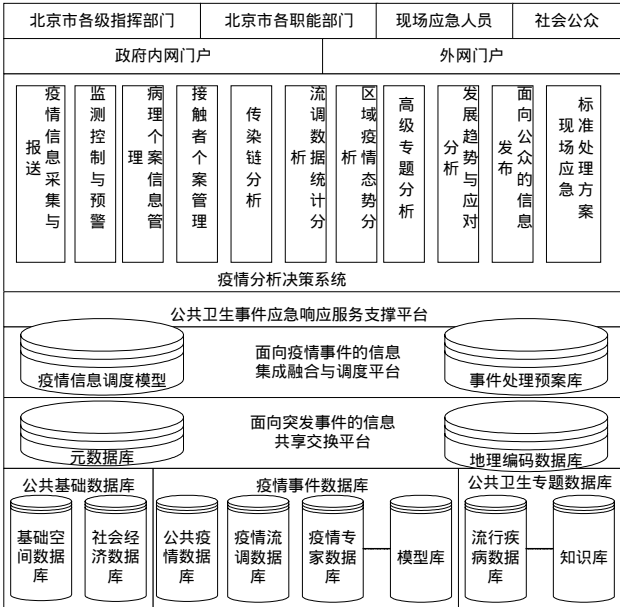 北京市各级指挥部门
北京市各职能部门
现场应急人员
社会公众
政府内网门户
外网门户
疫情信息采集与
报送
监测控制与预警
病理个案信息管
理
接触者个案管理
传染链分析
流调数据统计分
析
区域疫情态势分
析
高级专题分析
发展趋势与应对
分析
面向公众的信息
发布
标准处理方案
现场应急
疫情分析决策系统
公共卫生事件应急响应服务支撑平台
疫情信息调度模型
面向疫情事件的信息
集成融合与调度平台
事件处理预案库
元数据库
面向突发事件的信息
共享交换平台
地理编码数据库
公共基础数据库
疫情事件数据库
公共卫生专题数据库
基础空
间数据
库
社会经
济数据
库
公共疫
情数据
库
疫情流
调数据
库
疫情专
家数据
库
模型库
流行疾
病数据
库
知识库